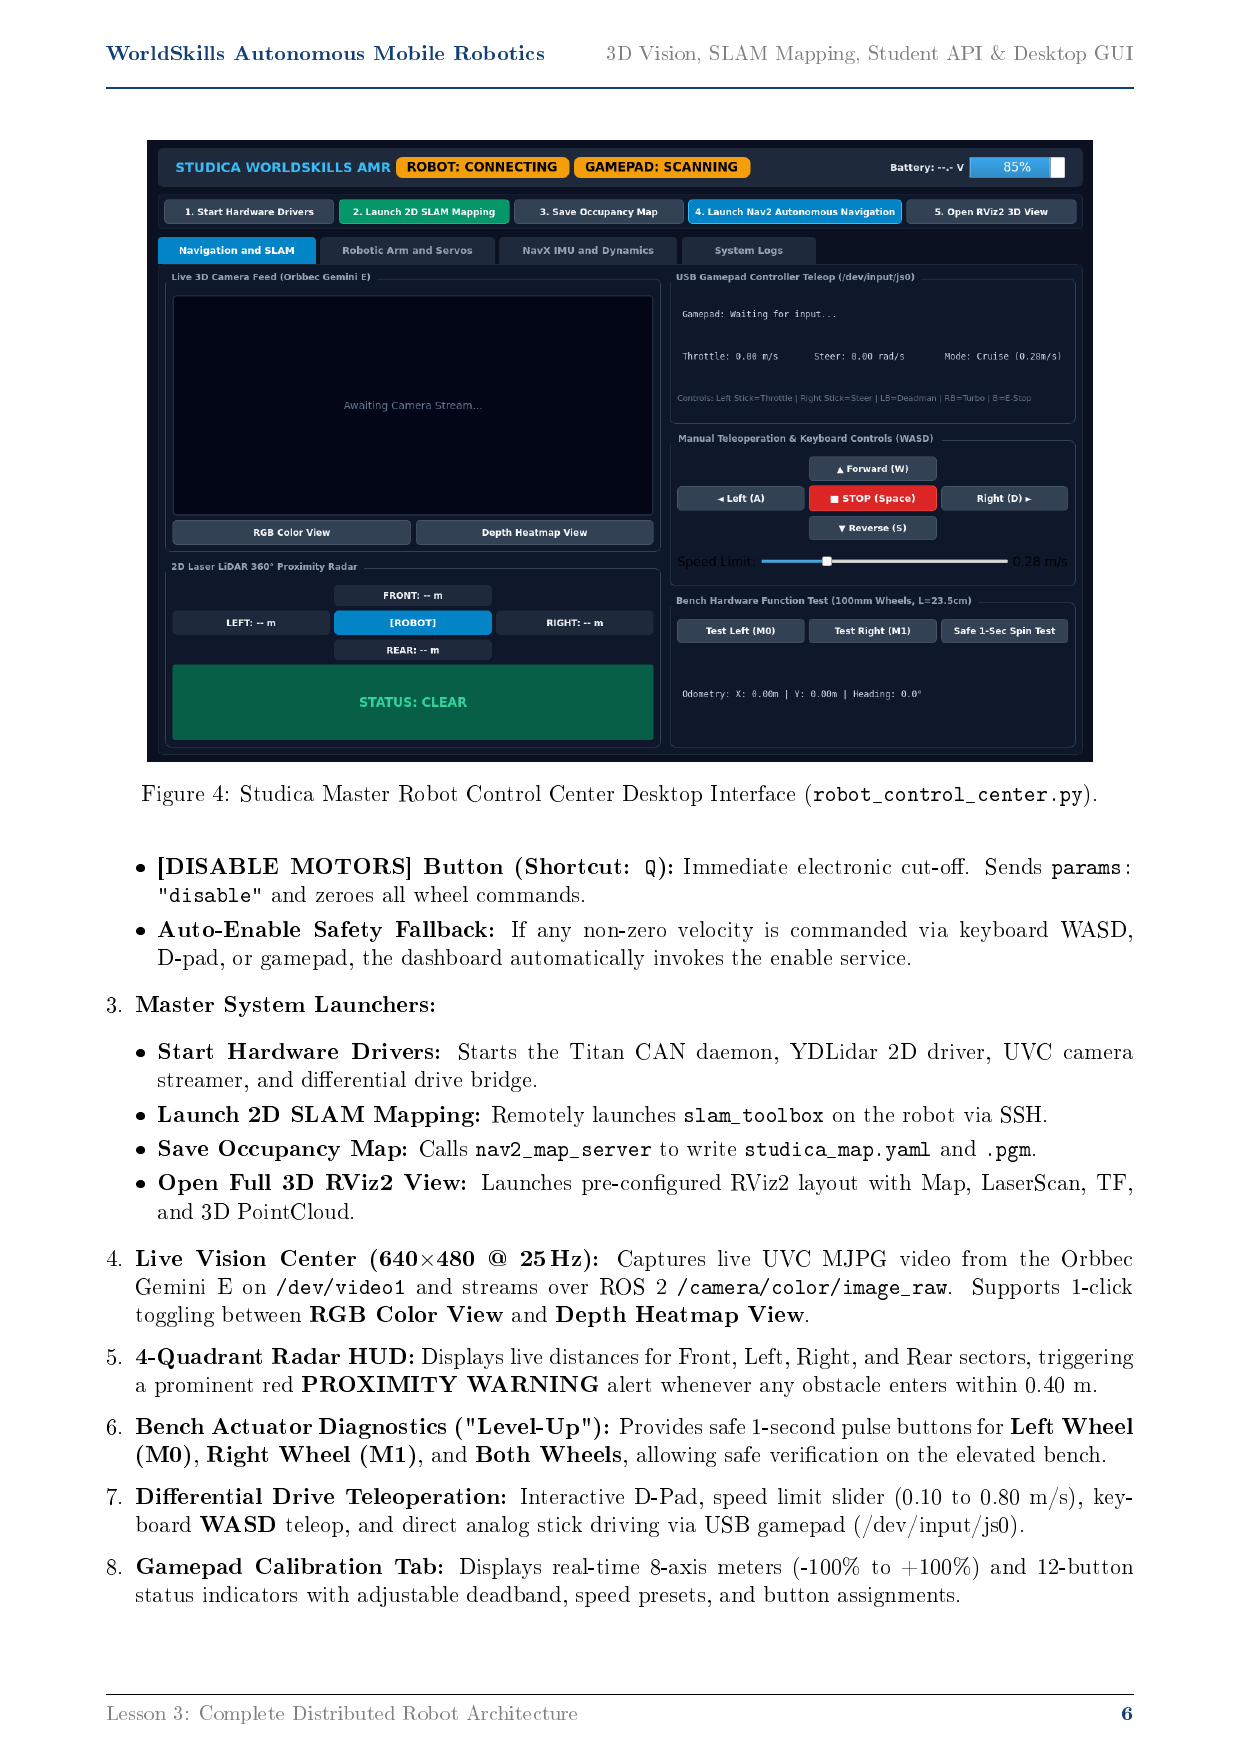 WorldSkills Autonomous Mobile Robotics 3D Vision, SLAM Mapping, Student API & Desktop GUI
STUDICA WORLDSKILLS AMR ROBOT: CONNECTING GAMEPAD: SCANNING Battery: --.- V 85%
1. Start Hardware Drivers 2. Launch 2D SLAM Mapping 3. Save Occupancy Map 4. Launch Nav2 Autonomous Navigation 5. Open RViz2 3D View
Navigation and SLAM Robotic Arm and Servos NavX IMU and Dynamics System Logs
Live 3D Camera Feed (Orbbec Gemini E)
Awaiting Camera Stream...
RGB Color View Depth Heatmap View
2D Laser LiDAR 360° Proximity Radar
FRONT: -- m
LEFT: -- m [ROBOT] RIGHT: -- m
REAR: -- m
STATUS: CLEAR
USB Gamepad Controller Teleop (/dev/input/js0)
Gamepad: Waiting for input...
Throttle: 0.00 m/s Steer: 0.00 rad/s Mode: Cruise (0.28m/s)
Controls: Left Stick=Throttle | Right Stick=Steer | LB=Deadman | RB=Turbo | B=E-Stop
Manual Teleoperation & Keyboard Controls (WASD)
▲ Forward (W)
◄ Left (A) ■ STOP (Space) Right (D) ►
▼ Reverse (S)
Speed Limit: 0.28 m/s
Bench Hardware Function Test (100mm Wheels, L=23.5cm)
Test Left (M0) Test Right (M1) Safe 1-Sec Spin Test
Odometry: X: 0.00m | Y: 0.00m | Heading: 0.0°
Figure 4: Studica Master Robot Control Center Desktop Interface (robot_control_center.py).
• [DISABLE MOTORS] Button (Shortcut: Q): Immediate electronic cut-off. Sends params:
"disable" and zeroes all wheel commands.
• Auto-Enable Safety Fallback: If any non-zero velocity is commanded via keyboard WASD,
D-pad, or gamepad, the dashboard automatically invokes the enable service.
3. Master System Launchers:
• Start Hardware Drivers: Starts the Titan CAN daemon, YDLidar 2D driver, UVC camera
streamer, and differential drive bridge.
• Launch 2D SLAM Mapping: Remotely launches slam_toolbox on the robot via SSH.
• Save Occupancy Map: Calls nav2_map_server to write studica_map.yaml and .pgm.
• Open Full 3D RViz2 View: Launches pre-configured RViz2 layout with Map, LaserScan, TF,
and 3D PointCloud.
4. Live Vision Center (640×480 @ 25 Hz): Captures live UVC MJPG video from the Orbbec
Gemini E on /dev/video1 and streams over ROS 2 /camera/color/image_raw. Supports 1-click
toggling between RGB Color View and Depth Heatmap View.
5. 4-Quadrant Radar HUD: Displays live distances for Front, Left, Right, and Rear sectors, triggering
a prominent red PROXIMITY WARNING alert whenever any obstacle enters within 0.40 m.
6. Bench Actuator Diagnostics ("Level-Up"): Provides safe 1-second pulse buttons for Left Wheel
(M0), Right Wheel (M1), and Both Wheels, allowing safe verification on the elevated bench.
7. Differential Drive Teleoperation: Interactive D-Pad, speed limit slider (0.10 to 0.80 m/s), key-
board WASD teleop, and direct analog stick driving via USB gamepad (/dev/input/js0).
8. Gamepad Calibration Tab: Displays real-time 8-axis meters (-100% to +100%) and 12-button
status indicators with adjustable deadband, speed presets, and button assignments.
Lesson 3: Complete Distributed Robot Architecture 6